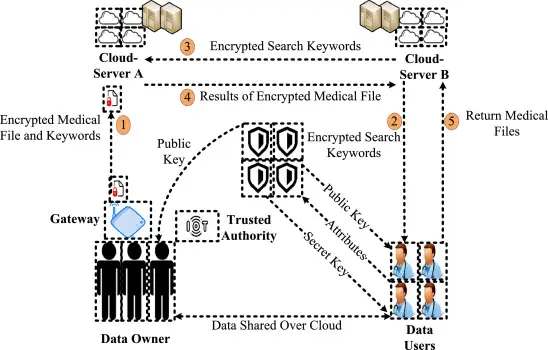 3 Encrypted Search Keywords
Cloud-
Server A
Cloud-
Server B
4 Results of Encrypted Medical File
Encrypted Medical
File and Keywords
1
Public
Key
Encrypted Search
Keywords
2
5
Return Medical
Files
Gateway
Trusted
Authority
Public Key
Attributes
Secret Key
Data Shared Over Cloud
Data Owner
Data
Users